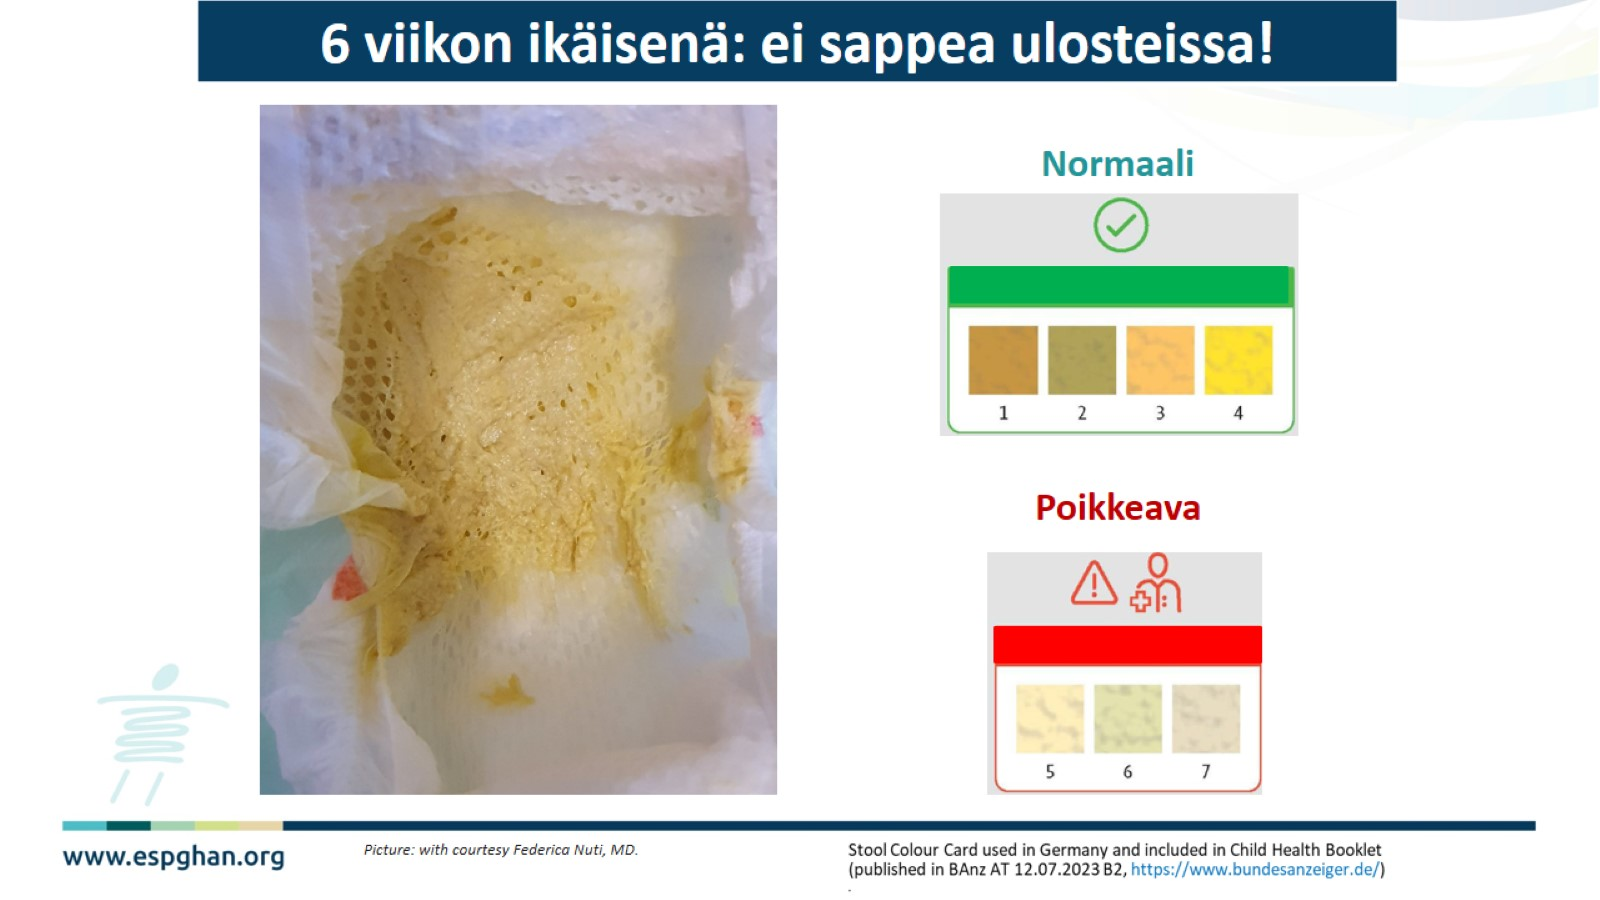 6 viikon ikäisenä: ei sappea ulosteissa!
Normaali
1 2 3 4
Poikkeava
5 6 7
www.espghan.org
Picture: with courtesy Federica Nuti, MD.
Stool Colour Card used in Germany and included in Child Health Booklet
(published in BAnz AT 12.07.2023 B2, https://www.bundesanzeiger.de/)
.